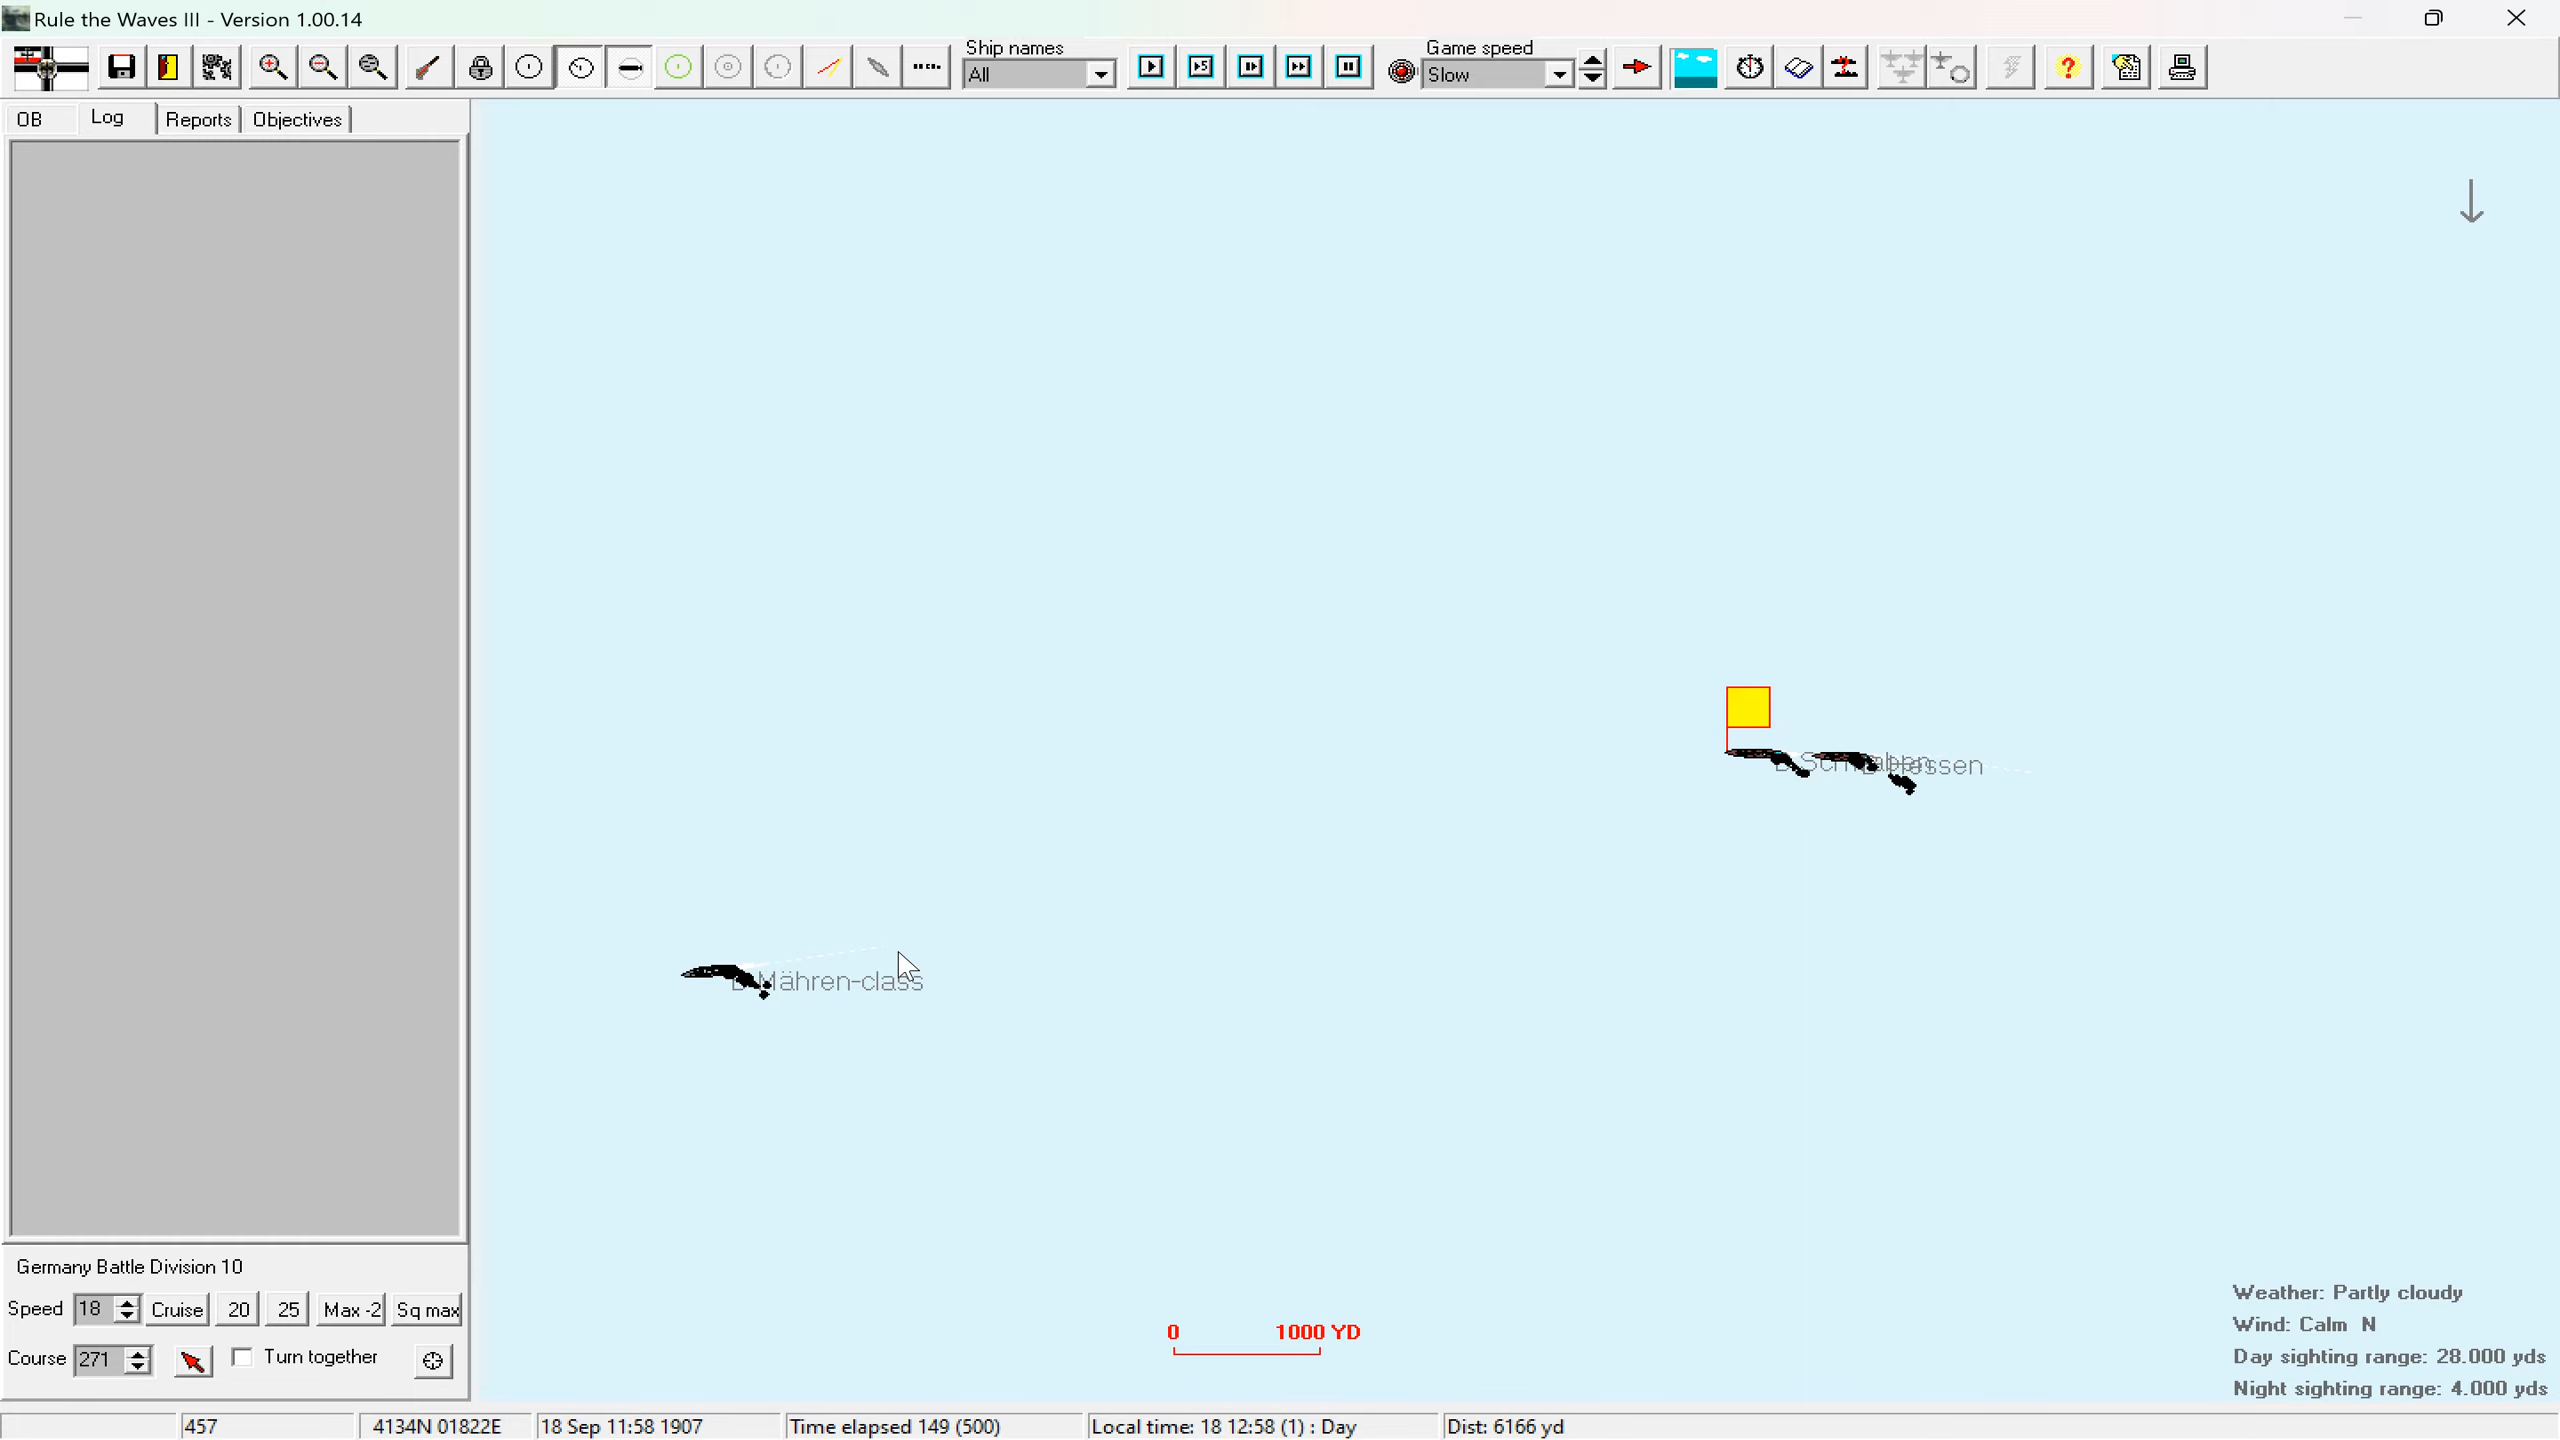 Rule the Waves III - Version 1.00.14
Ship names
All
Game speed
Slow
OB
Log
Reports
Objectives
Hessen
Mähren-class
Germany Battle Division 10
Speed
18
Cruise
20
25
Max -2
Sq max
Course
271
Turn together
0
1000 YD
Weather: Partly cloudy
Wind: Calm N
Day sighting range: 28.000 yds
Night sighting range: 4.000 yds
457
4134N 01822E
18 Sep 11:58 1907
Time elapsed 149 (500)
Local time: 18 12:58 (1) : Day
Dist: 6166 yd